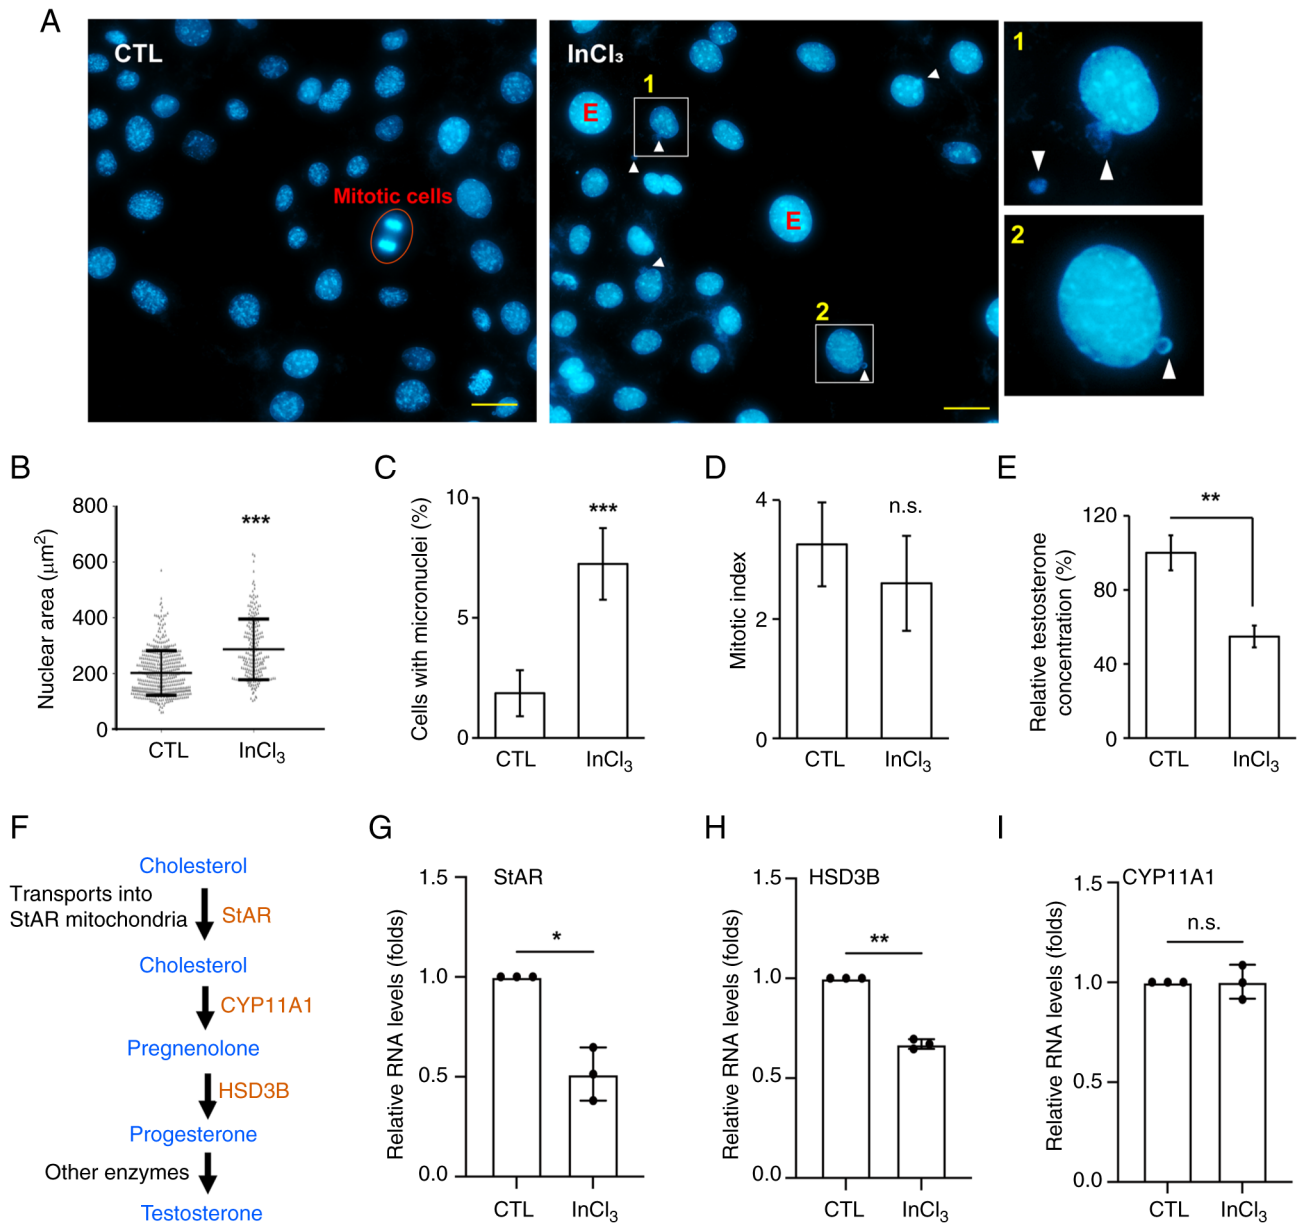 A
CTL
Mitotic cells
InCl₃
E
1
E
2
1
2
B
Nuclear area (μm²)
800
600
400
200
0
***
CTL
InCl₃
C
Cells with micronuclei (%)
10
5
0
***
CTL
InCl₃
D
Mitotic index
4
2
0
n.s.
CTL
InCl₃
E
Relative testosterone
concentration (%)
120
80
40
0
**
CTL
InCl₃
F
Cholesterol
Transports into
StAR mitochondria
StAR
Cholesterol
CYP11A1
Pregnenolone
HSD3B
Progesterone
Other enzymes
Testosterone
G
StAR
Relative RNA levels (folds)
1.5
1.0
0.5
0.0
*
CTL
InCl₃
H
HSD3B
Relative RNA levels (folds)
1.5
1.0
0.5
0.0
**
CTL
InCl₃
I
CYP11A1
Relative RNA levels (folds)
1.5
1.0
0.5
0.0
n.s.
CTL
InCl₃